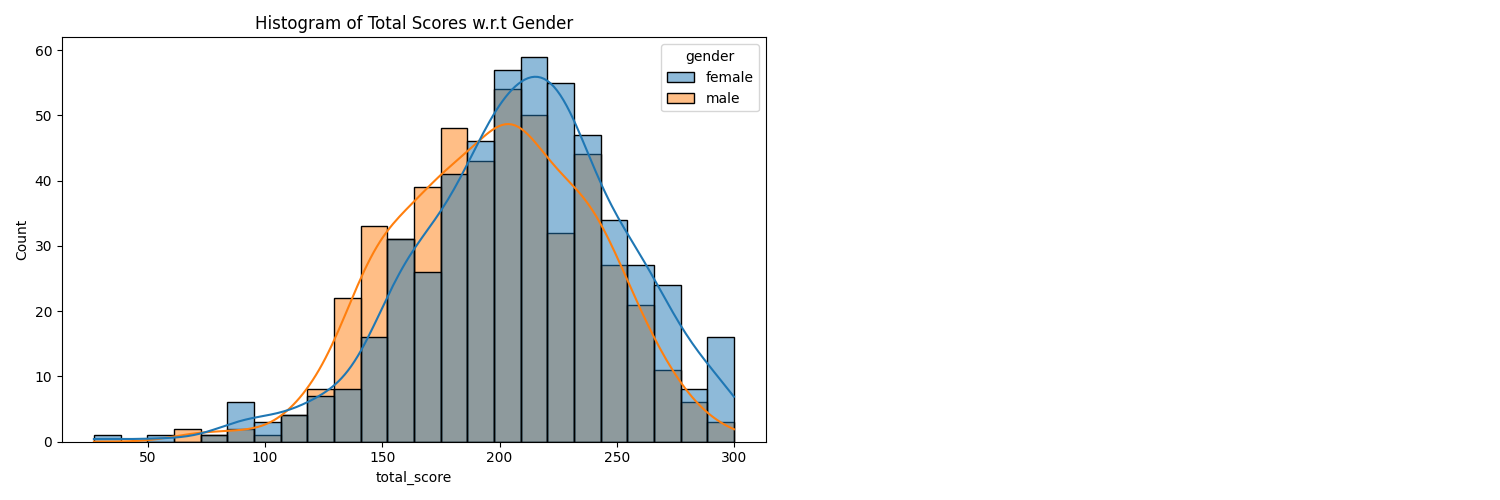 Histogram of Total Scores w.r.t Gender
60
50
40
30
20
10
0
Count
gender
female
male
50 100 150 200 250 300
total_score